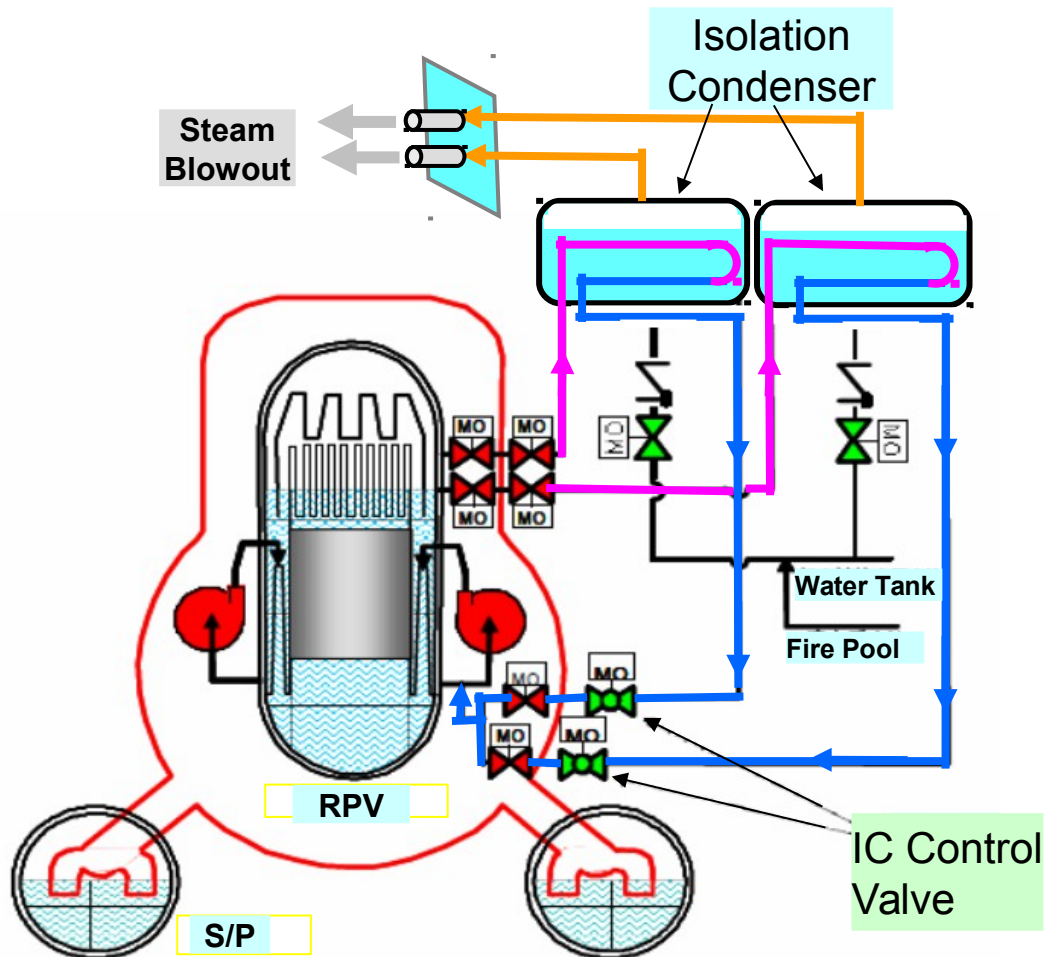 Isolation
Condenser
Steam
Blowout
MO
MO
MO
MO
MO
MO
Water Tank
Fire Pool
MO
MO
MO
MO
RPV
IC Control
Valve
S/P